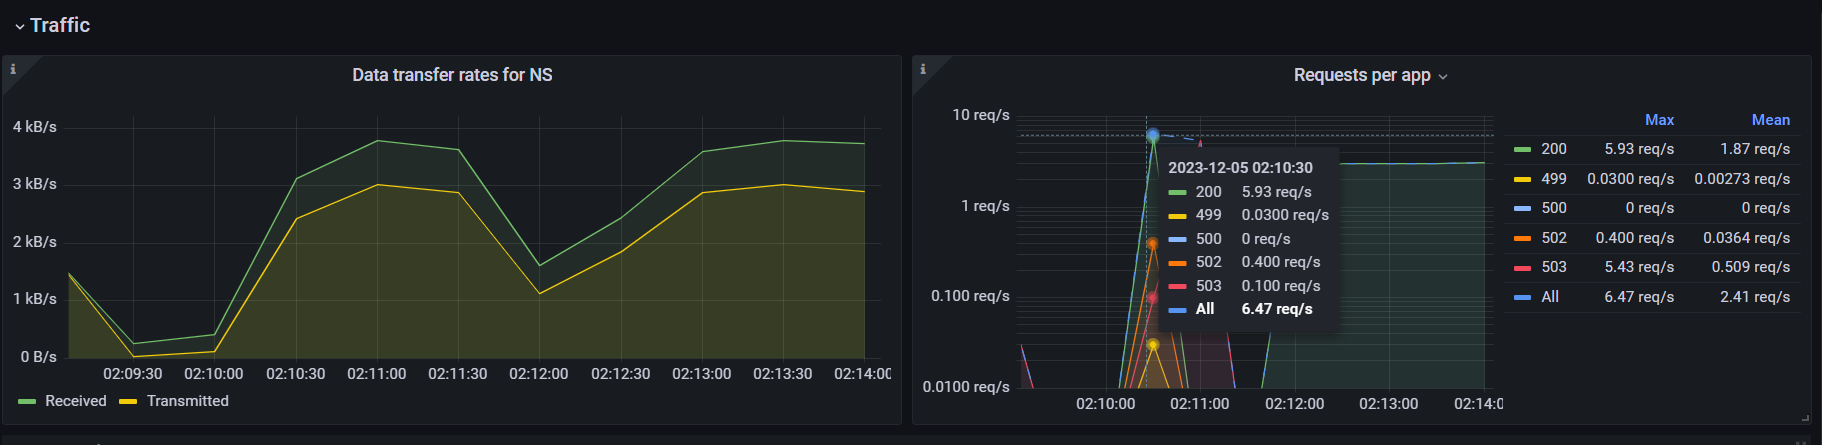 Traffic
Data transfer rates for NS
4 kB/s
3 kB/s
2 kB/s
1 kB/s
0 B/s
02:09:30 02:10:00 02:10:30 02:11:00 02:11:30 02:12:00 02:12:30 02:13:00 02:13:30 02:14:00
Received Transmitted
Requests per app
10 req/s
1 req/s
0.100 req/s
0.0100 req/s
02:10:00 02:11:00 02:12:00 02:13:00 02:14:0
2023-12-05 02:10:30
200 5.93 req/s
499 0.0300 req/s
500 0 req/s
502 0.400 req/s
503 0.100 req/s
All 6.47 req/s
Max Mean
200 5.93 req/s 1.87 req/s
499 0.0300 req/s 0.00273 req/s
500 0 req/s 0 req/s
502 0.400 req/s 0.0364 req/s
503 5.43 req/s 0.509 req/s
All 6.47 req/s 2.41 req/s